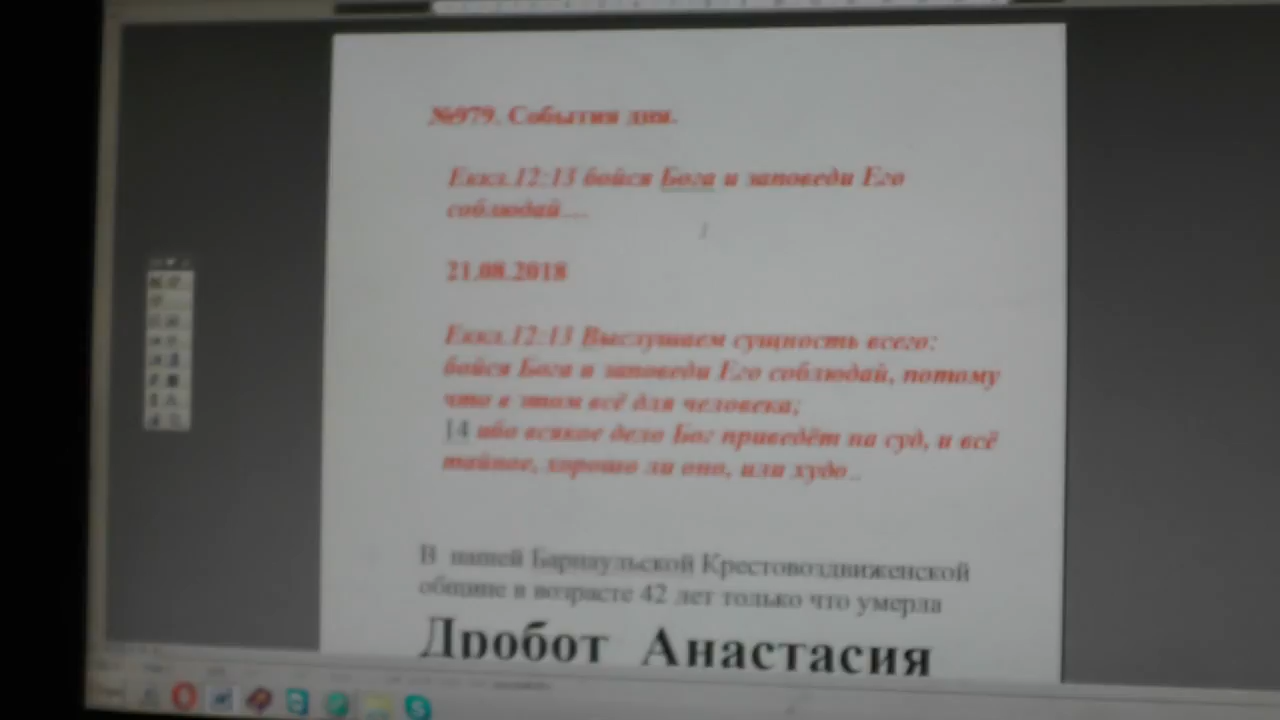 №979. События дня.
Еккл.12:13 бойся Бога и заповеди Его
соблюдай....
21.08.2018
Еккл.12:13 Выслушаем сущность всего:
бойся Бога и заповеди Его соблюдай, потому
что в этом всё для человека;
14 ибо всякое дело Бог приведёт на суд, и всё
тайное, хорошо ли оно, или худо..
В нашей Барнаульской Крестовоздвиженской
общине в возрасте 42 лет только что умерла
Дробот Анастасия